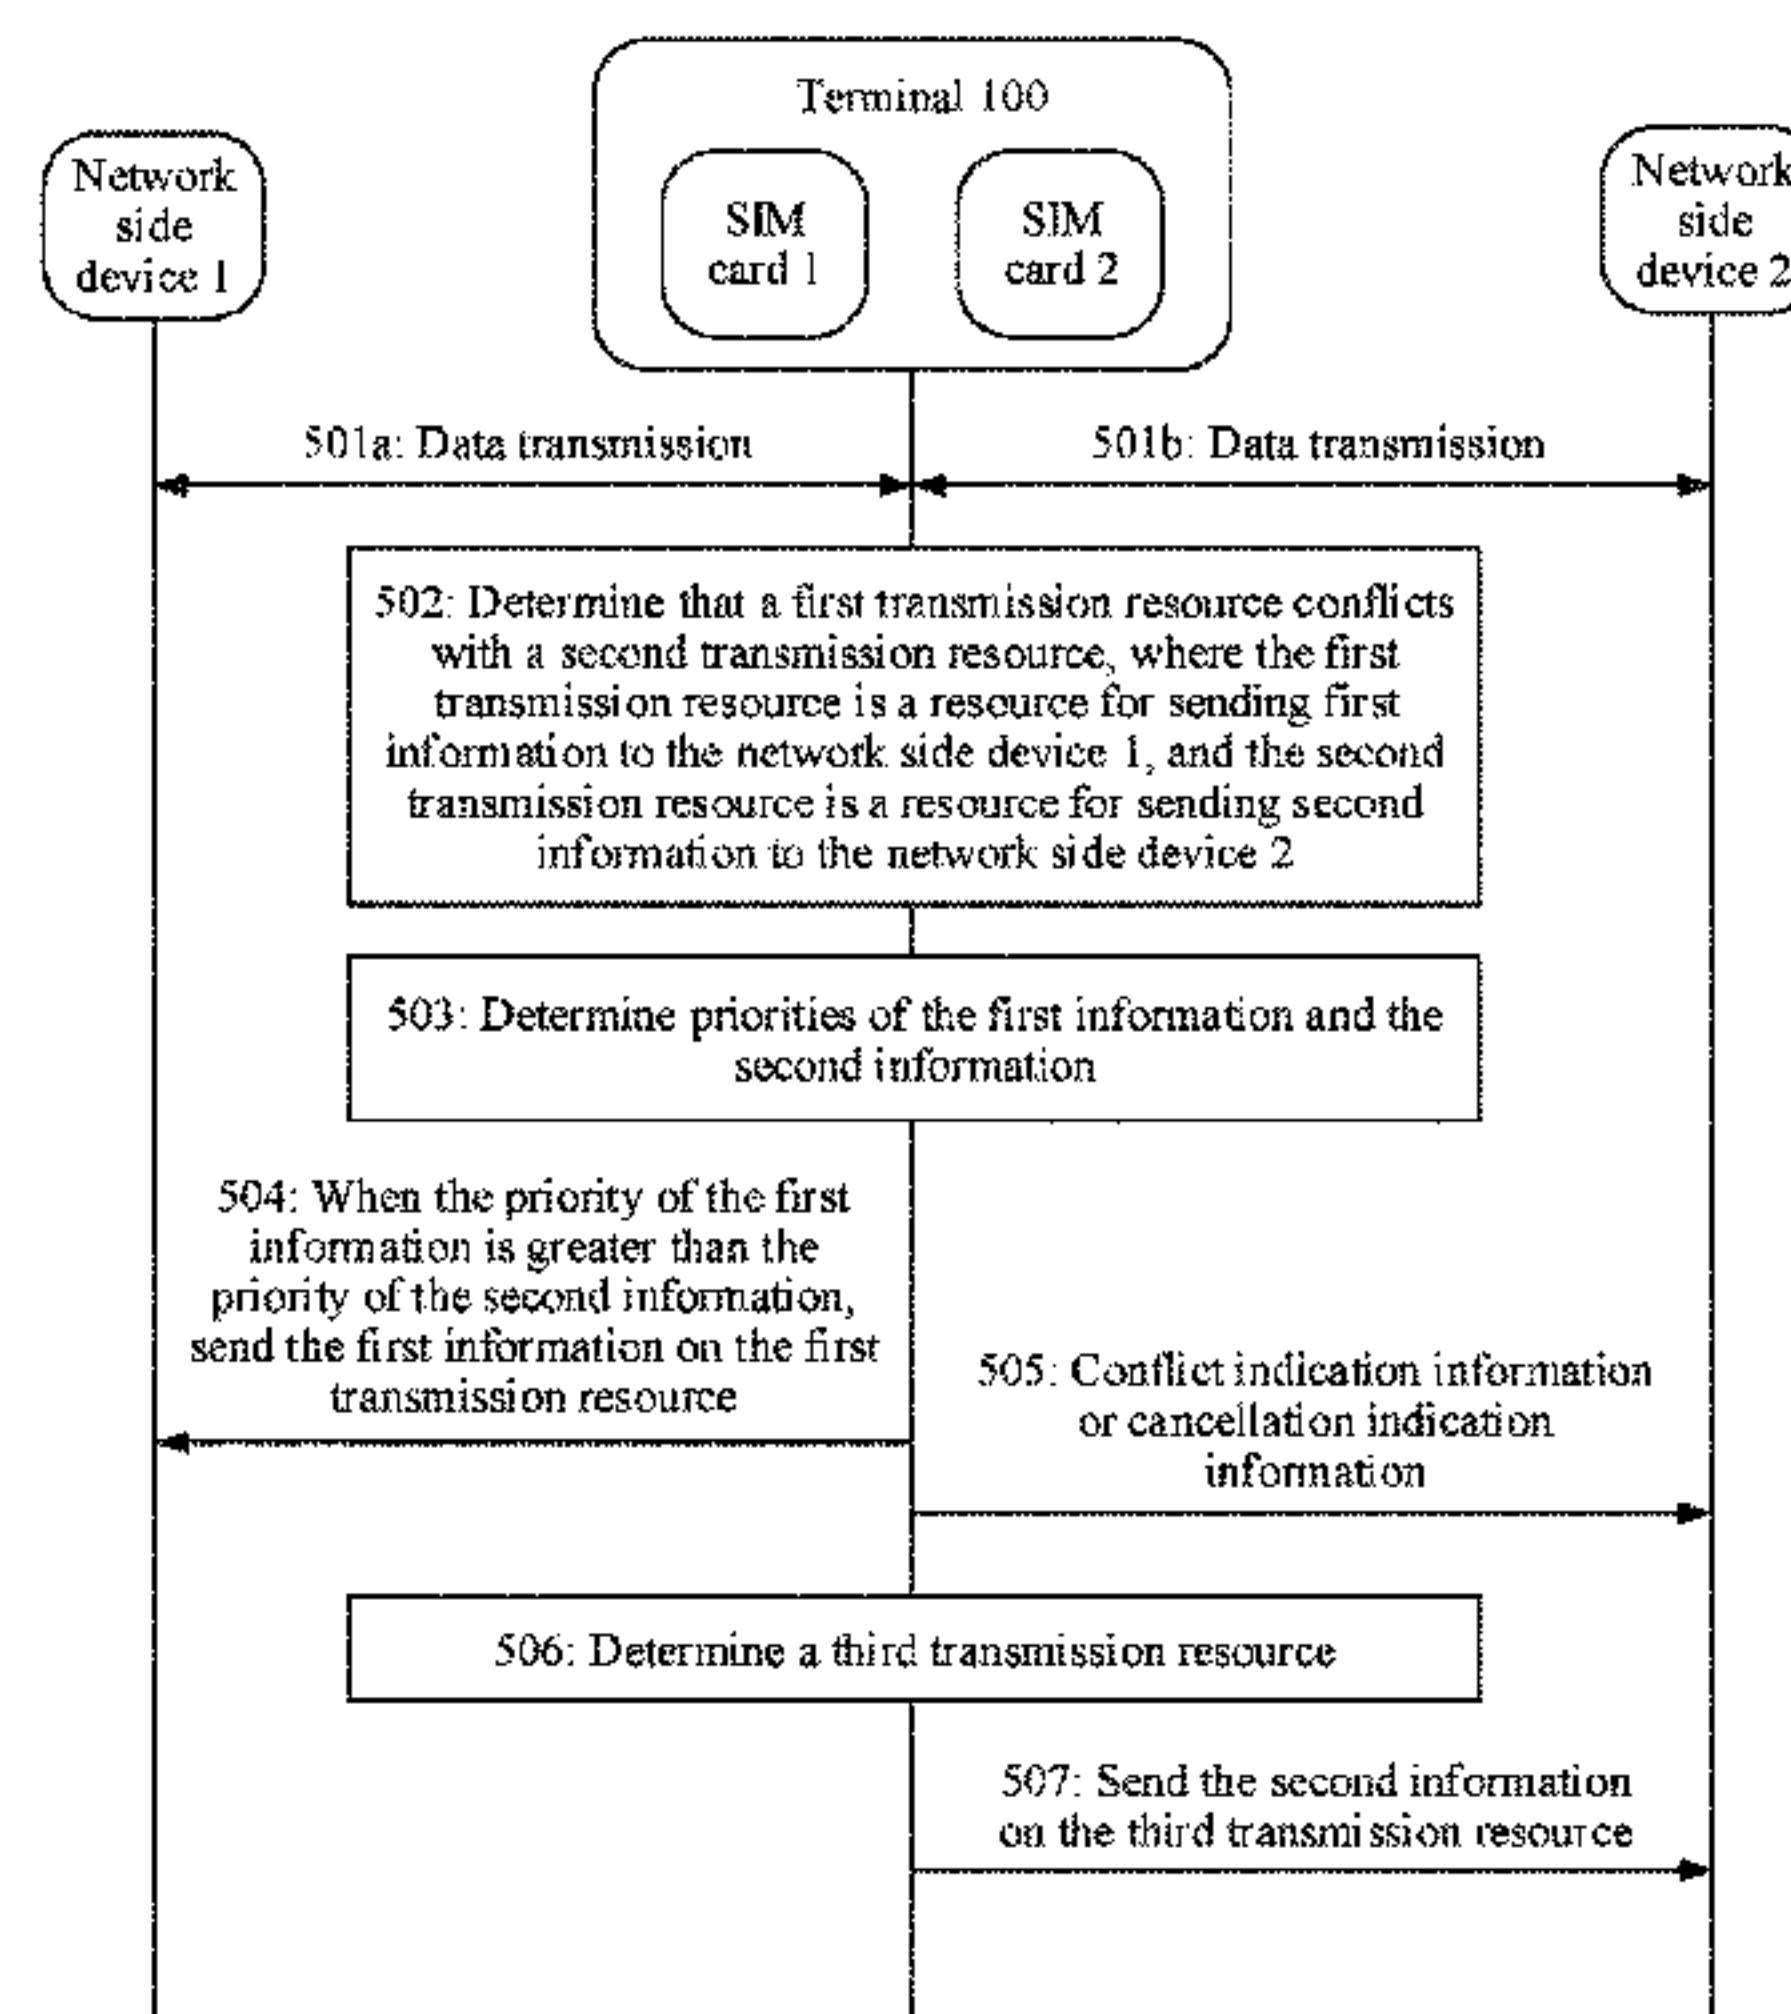 Terminal 100
Network
side
device 1
SIM
card 1
SIM
card 2
Network
side
device 2
501a: Data transmission
501b: Data transmission
502: Determine that a first transmission resource conflicts
with a second transmission resource, where the first
transmission resource is a resource for sending first
information to the network side device 1, and the second
transmission resource is a resource for sending second
information to the network side device 2
503: Determine priorities of the first information and the
second information
504: When the priority of the first
information is greater than the
priority of the second information,
send the first information on the first
transmission resource
505: Conflict indication information
or cancellation indication
information
506: Determine a third transmission resource
507: Send the second information
on the third transmission resource